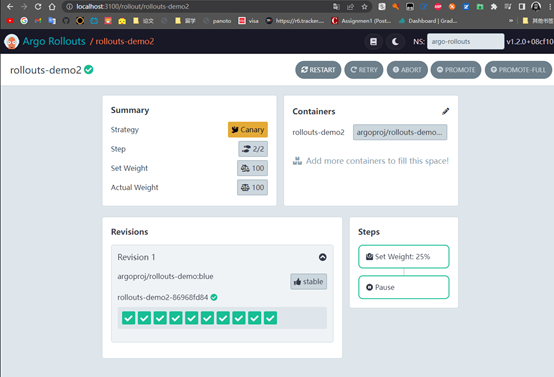 localhost:3100/rollout/rollouts-demo2
论文
留学
panoto
visa
https://r6.tracker....
Assignment1 (Post...
Dashboard | Grad...
其他书签
Argo Rollouts / rollouts-demo2
NS: argo-rollouts v1.2.0+08cf10
rollouts-demo2
RESTART
RETRY
ABORT
PROMOTE
PROMOTE-FULL
Summary
Strategy Canary
Step 2/2
Set Weight 100
Actual Weight 100
Containers
rollouts-demo2 argoproj/rollouts-demo...
Add more containers to fill this space!
Revisions
Revision 1
argoproj/rollouts-demo:blue
stable
rollouts-demo2-86968fd84
Steps
Set Weight: 25%
Pause